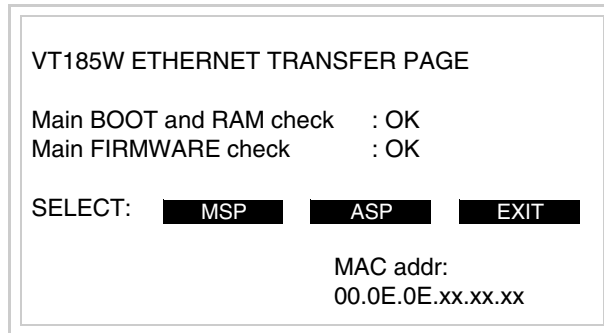 VT185W ETHERNET TRANSFER PAGE
Main BOOT and RAM check : OK
Main FIRMWARE check : OK
SELECT: MSP ASP EXIT
MAC addr:
00.0E.0E.xx.xx.xx